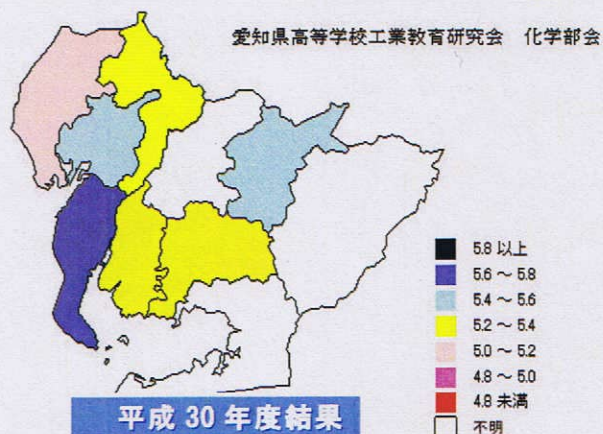 愛知県高等学校工業教育研究会 化学部会
5.8 以上
5.6 ～ 5.8
5.4 ～ 5.6
5.2 ～ 5.4
5.0 ～ 5.2
4.8 ～ 5.0
4.8 未満
不明
平成 30 年度結果